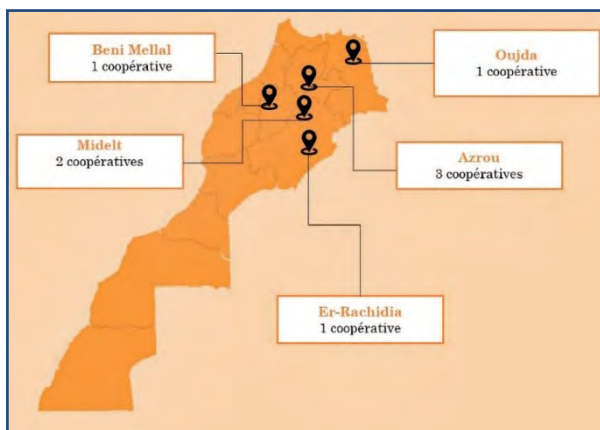 Beni Mellal
1 coopérative
Oujda
1 coopérative
Midelt
2 coopératives
Azrou
3 coopératives
Er-Rachidia
1 coopérative